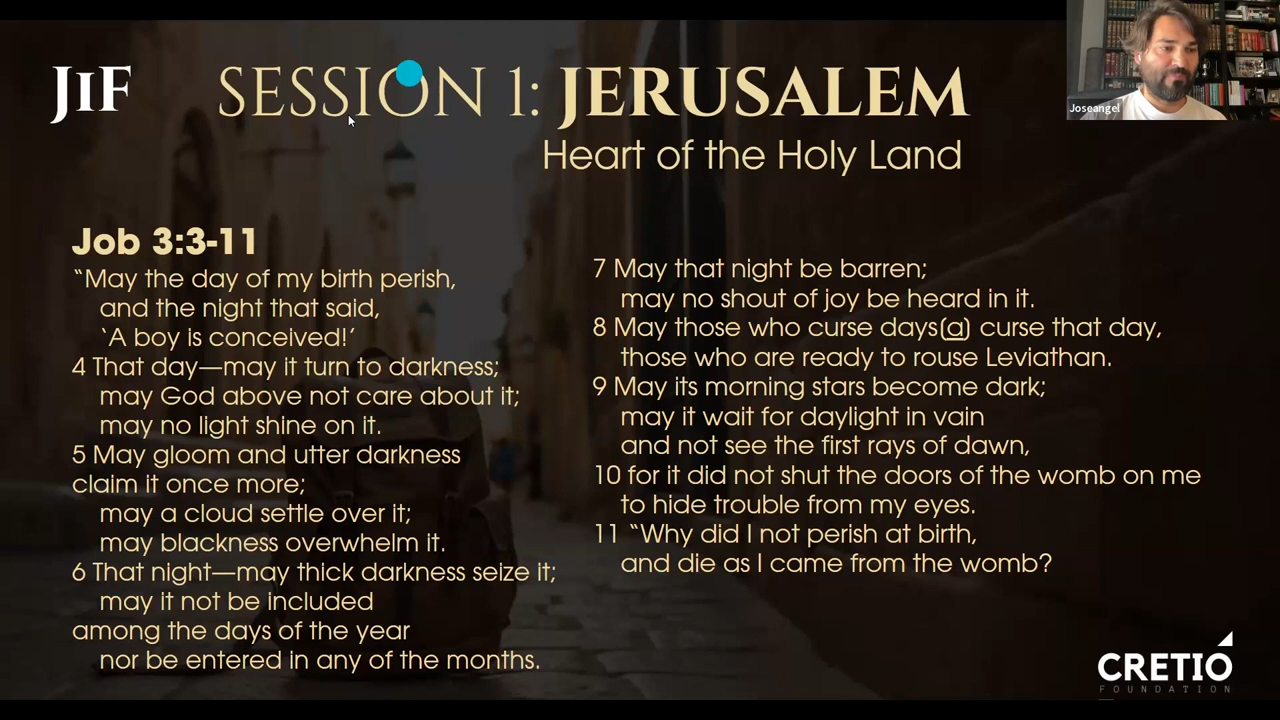 JIF
SESSION 1: JERUSALEM
Heart of the Holy Land
Joseangel
Job 3:3-11
“May the day of my birth perish,
and the night that said,
‘A boy is conceived!’
4 That day—may it turn to darkness;
may God above not care about it;
may no light shine on it.
5 May gloom and utter darkness
claim it once more;
may a cloud settle over it;
may blackness overwhelm it.
6 That night—may thick darkness seize it;
may it not be included
among the days of the year
nor be entered in any of the months.
7 May that night be barren;
may no shout of joy be heard in it.
8 May those who curse days[a] curse that day,
those who are ready to rouse Leviathan.
9 May its morning stars become dark;
may it wait for daylight in vain
and not see the first rays of dawn,
10 for it did not shut the doors of the womb on me
to hide trouble from my eyes.
11 “Why did I not perish at birth,
and die as I came from the womb?
CRETIO
FOUNDATION